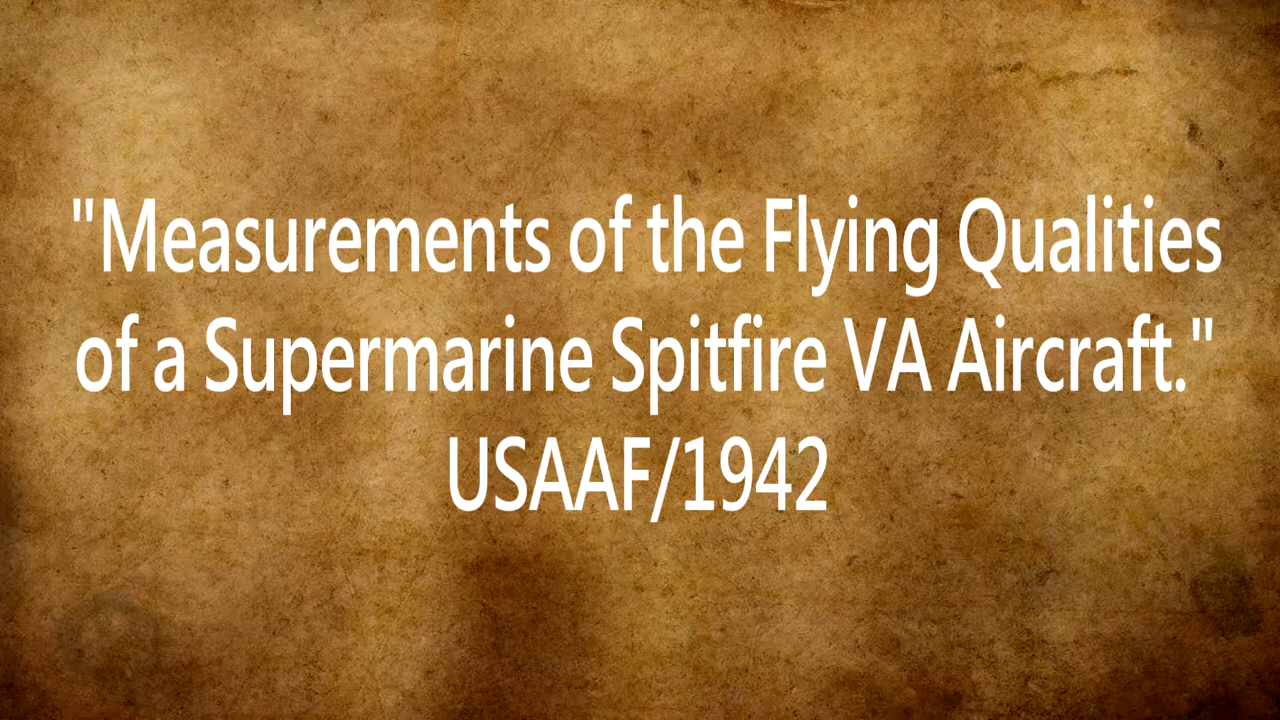 "Measurements of the Flying Qualities
of a Supermarine Spitfire VA Aircraft."
USAAF/1942